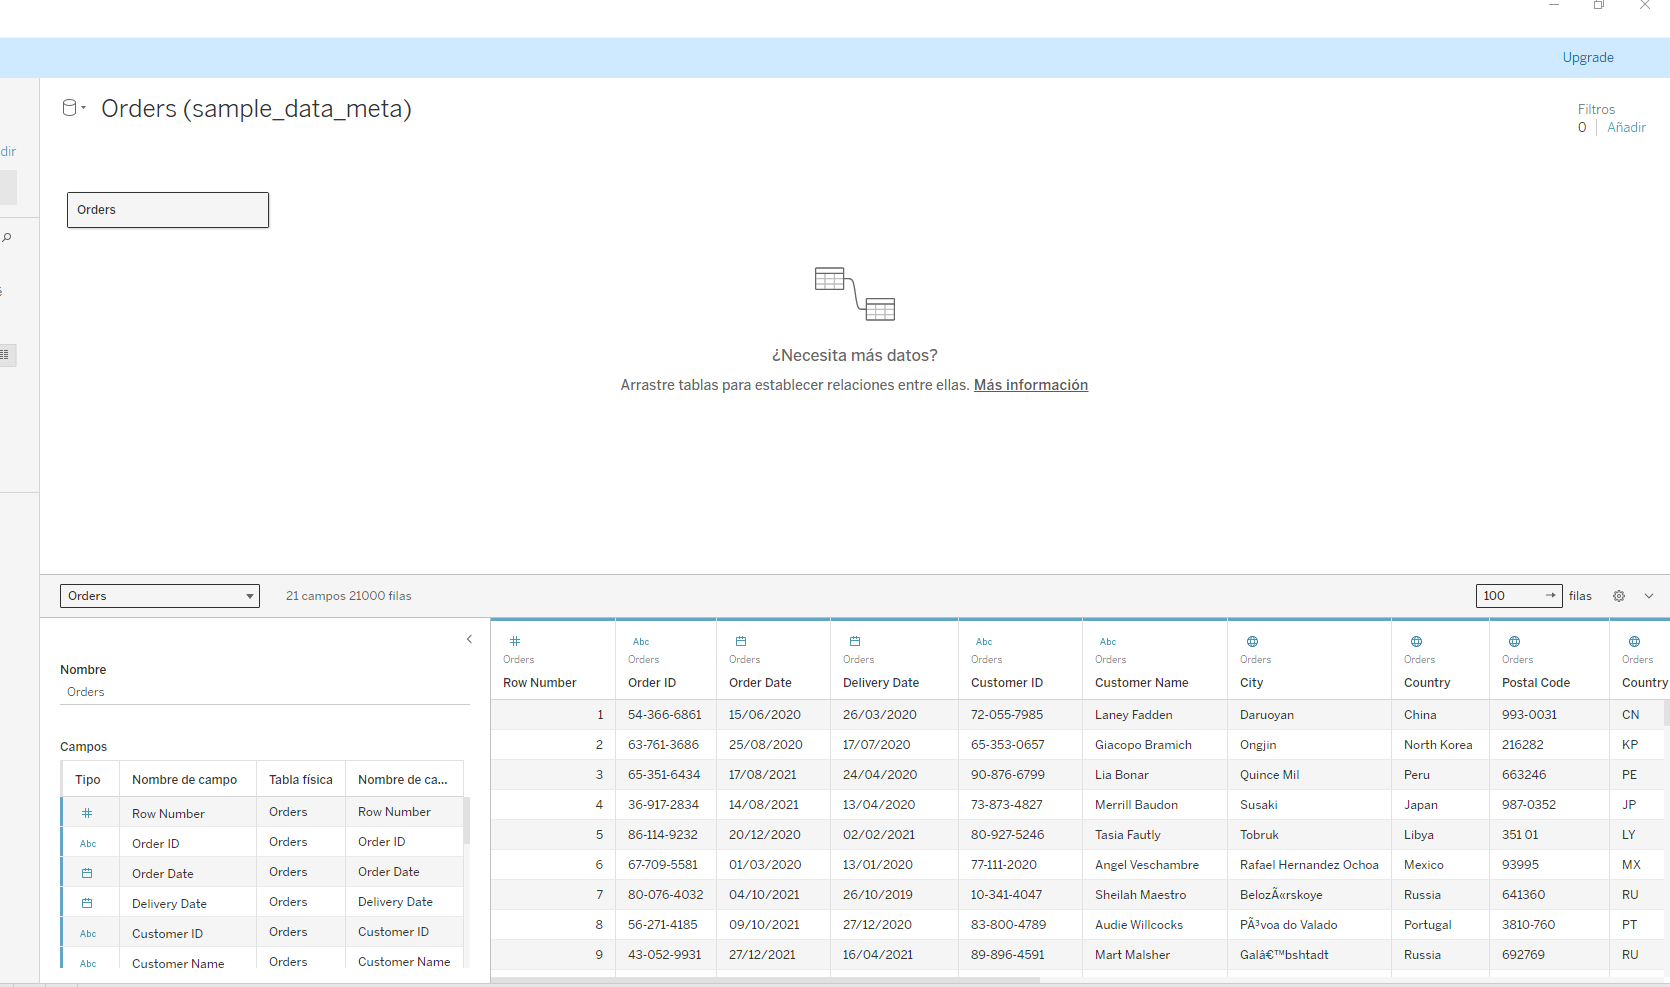 Upgrade
Orders (sample_data_meta)
Filtros
0 Añadir
dir
Orders
¿Necesita más datos?
Arrastre tablas para establecer relaciones entre ellas. Más información
Orders 21 campos 21000 filas 100 → filas
Nombre
Orders
Campos
Tipo Nombre de campo Tabla física Nombre de ca...
# Row Number Orders Row Number
Abc Order ID Orders Order ID
Order Date Orders Order Date
Delivery Date Orders Delivery Date
Abc Customer ID Orders Customer ID
Abc Customer Name Orders Customer Name
# Abc Abc Abc
Orders Orders Orders Orders Orders Orders Orders Orders Orders Orders
Row Number Order ID Order Date Delivery Date Customer ID Customer Name City Country Postal Code Country
1 54-366-6861 15/06/2020 26/03/2020 72-055-7985 Laney Fadden Daruoyan China 993-0031 CN
2 63-761-3686 25/08/2020 17/07/2020 65-353-0657 Giacopo Bramich Ongjin North Korea 216282 KP
3 65-351-6434 17/08/2021 24/04/2020 90-876-6799 Lia Bonar Quince Mil Peru 663246 PE
4 36-917-2834 14/08/2021 13/04/2020 73-873-4827 Merrill Baudon Susaki Japan 987-0352 JP
5 86-114-9232 20/12/2020 02/02/2021 80-927-5246 Tasia Fautly Tobruk Libya 351 01 LY
6 67-709-5581 01/03/2020 13/01/2020 77-111-2020 Angel Veschambre Rafael Hernandez Ochoa Mexico 93995 MX
7 80-076-4032 04/10/2021 26/10/2019 10-341-4047 Sheilah Maestro BelozÃ«rskoye Russia 641360 RU
8 56-271-4185 09/10/2021 27/12/2020 83-800-4789 Audie Willcocks PÃ³voa do Valado Portugal 3810-760 PT
9 43-052-9931 27/12/2021 16/04/2021 89-896-4591 Mart Malsher Galâ€™bshtadt Russia 692769 RU